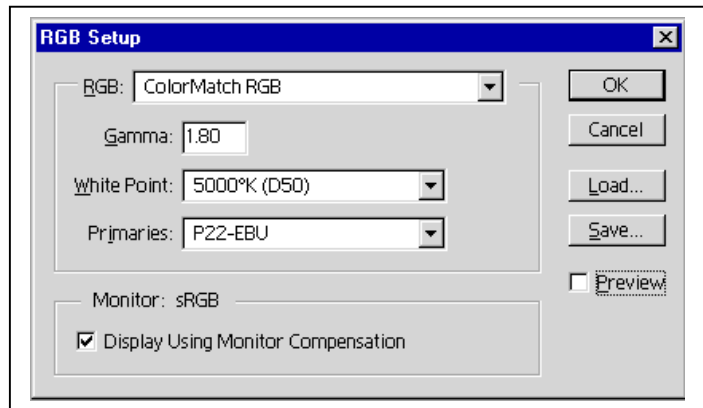 RGB Setup
RGB: ColorMatch RGB
Gamma: 1.80
White Point: 5000°K (D50)
Primaries: P22-EBU
Monitor: sRGB
Display Using Monitor Compensation
OK
Cancel
Load...
Save...
Preview